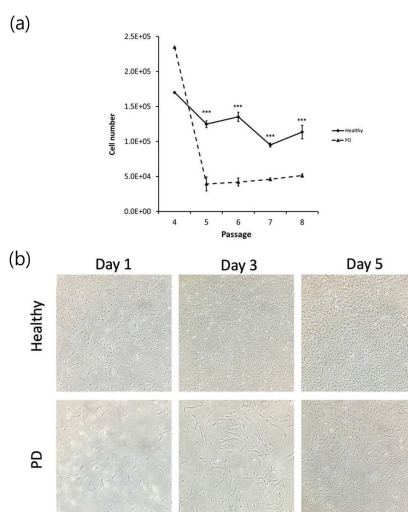 (a)
2.5E+05
2.0E+05
1.5E+05
1.0E+05
5.0E+04
0.0E+00
Cell number
***
***
***
***
4 5 6 7 8
Passage
Healthy
PD
(b)
Day 1 Day 3 Day 5
Healthy
PD